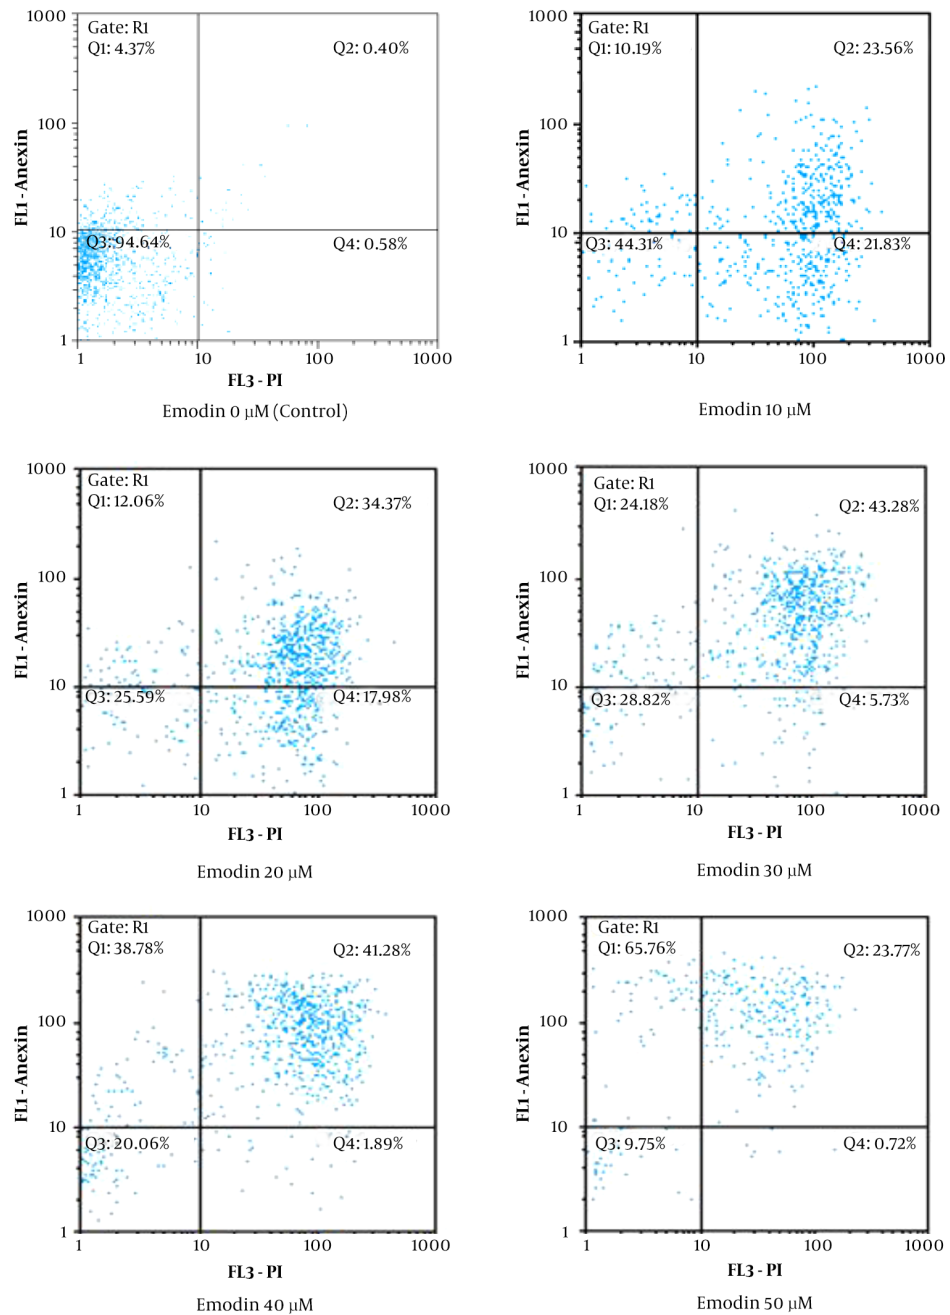 1000
Gate: R1
Q1: 4.37%
Q2: 0.40%
100
FL1 - Anexin
10
Q3: 94.64%
Q4: 0.58%
1
1 10 100 1000
FL3 - PI
Emodin 0 μM (Control)
1000
Gate: R1
Q1: 10.19%
Q2: 23.56%
100
FL1 - Anexin
10
Q3: 44.31%
Q4: 21.83%
1
1 10 100 1000
Emodin 10 μM
1000
Gate: R1
Q1: 12.06%
Q2: 34.37%
100
FL1 - Anexin
10
Q3: 25.59%
Q4: 17.98%
1
1 10 100 1000
FL3 - PI
Emodin 20 μM
1000
Gate: R1
Q1: 24.18%
Q2: 43.28%
100
FL1 - Anexin
10
Q3: 28.82%
Q4: 5.73%
1
1 10 100 1000
FL3 - PI
Emodin 30 μM
1000
Gate: R1
Q1: 38.78%
Q2: 41.28%
100
FL1 - Anexin
10
Q3: 20.06%
Q4: 1.89%
1
1 10 100 1000
FL3 - PI
Emodin 40 μM
1000
Gate: R1
Q1: 65.76%
Q2: 23.77%
100
FL1 - Anexin
10
Q3: 9.75%
Q4: 0.72%
1
1 10 100 1000
FL3 - PI
Emodin 50 μM